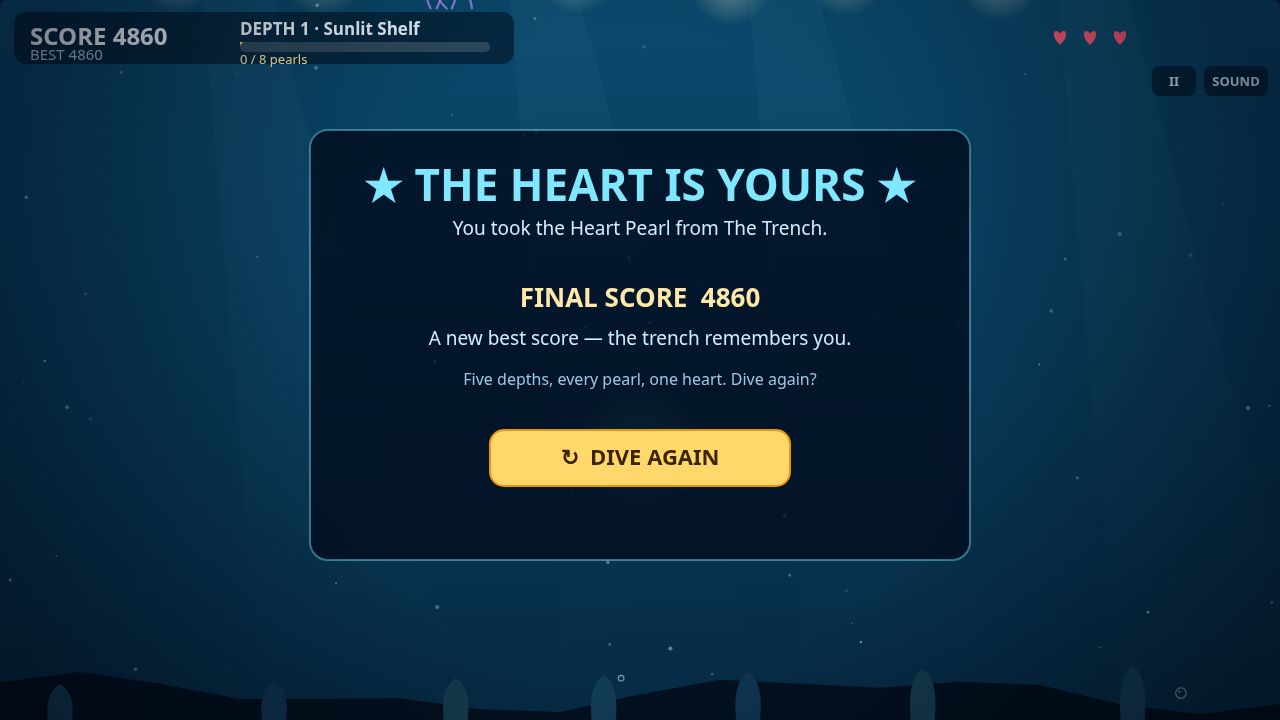 SCORE 4860
BEST 4860
DEPTH 1 · Sunlit Shelf
0 / 8 pearls
II
SOUND
★ THE HEART IS YOURS ★
You took the Heart Pearl from The Trench.
FINAL SCORE 4860
A new best score — the trench remembers you.
Five depths, every pearl, one heart. Dive again?
↻ DIVE AGAIN